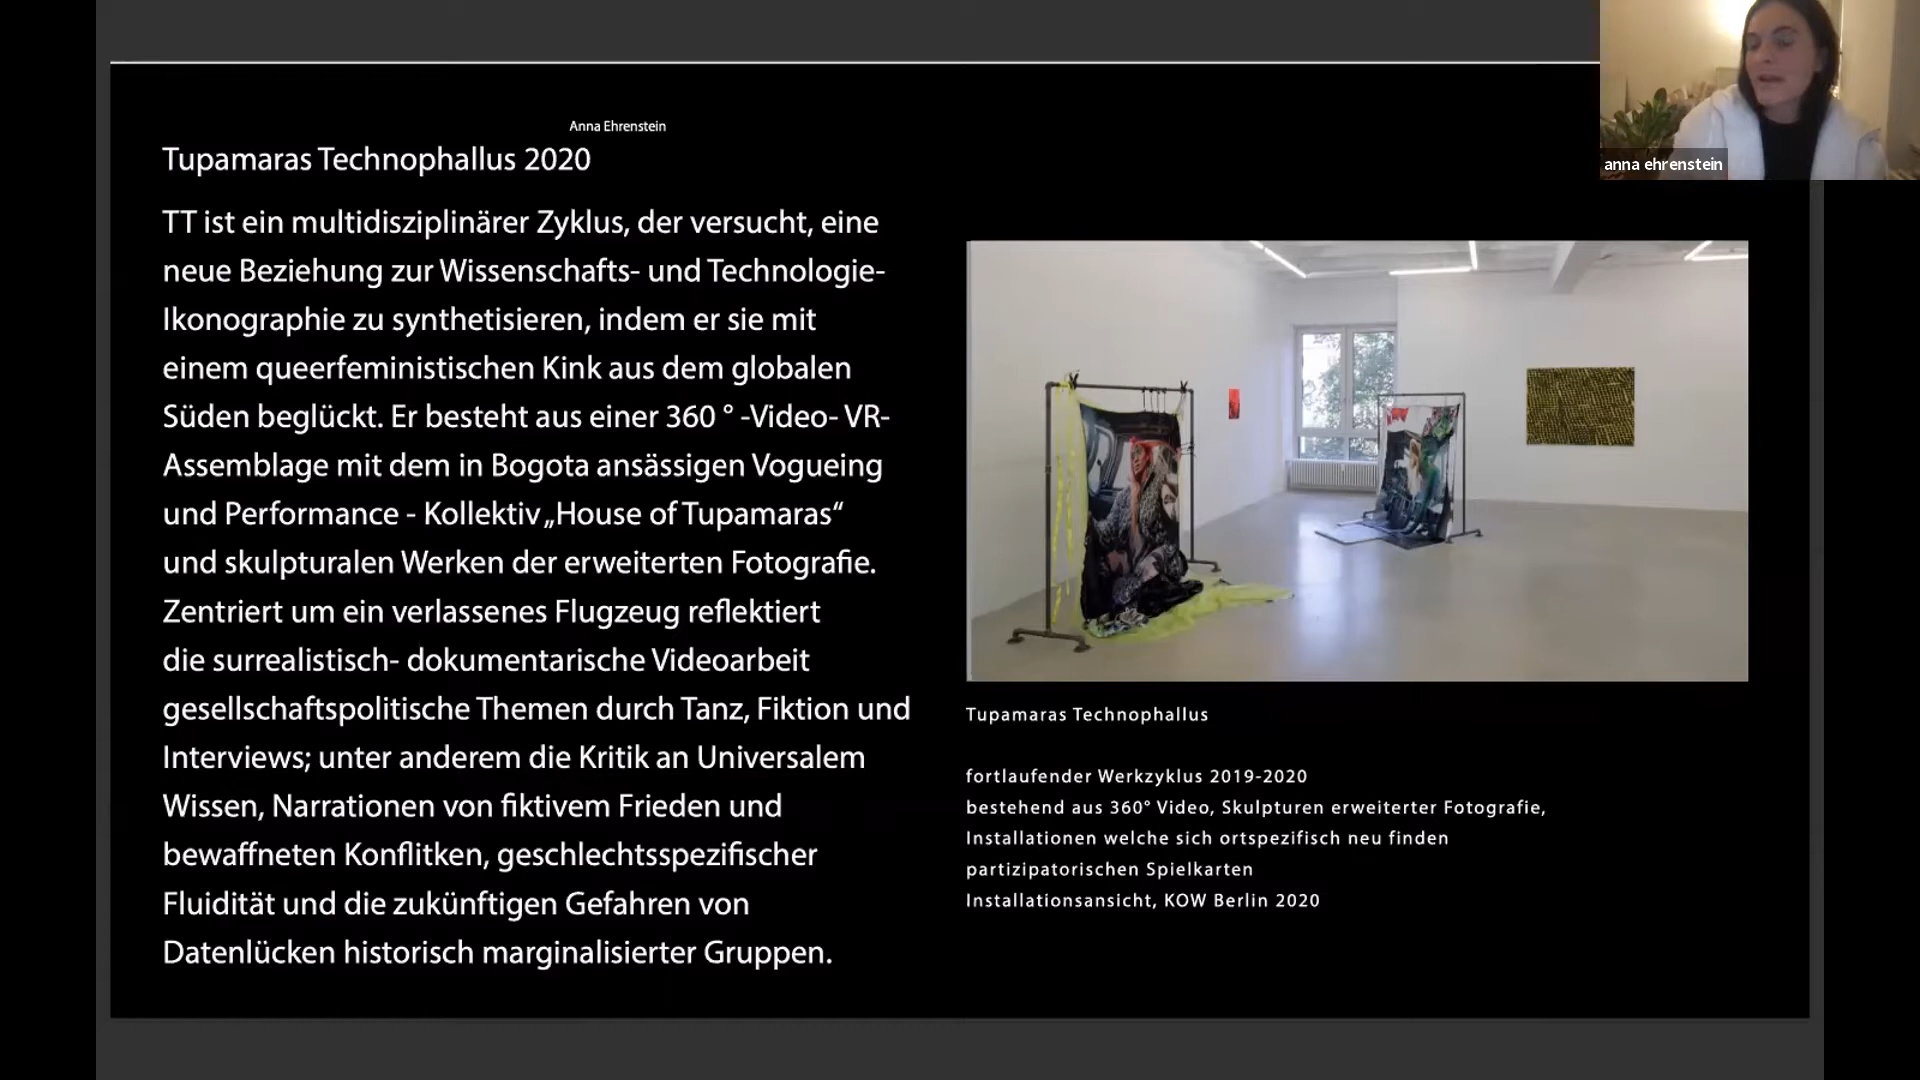 Anna Ehrenstein
Tupamaras Technophallus 2020
TT ist ein multidisziplinärer Zyklus, der versucht, eine
neue Beziehung zur Wissenschafts- und Technologie-
Ikonographie zu synthetisieren, indem er sie mit
einem queerfeministischen Kink aus dem globalen
Süden beglückt. Er besteht aus einer 360 ° -Video- VR-
Assemblage mit dem in Bogota ansässigen Vogueing
und Performance - Kollektiv „House of Tupamaras“
und skulpturalen Werken der erweiterten Fotografie.
Zentriert um ein verlassenes Flugzeug reflektiert
die surrealistisch- dokumentarische Videoarbeit
gesellschaftspolitische Themen durch Tanz, Fiktion und
Interviews; unter anderem die Kritik an Universalem
Wissen, Narrationen von fiktivem Frieden und
bewaffneten Konflitken, geschlechtsspezifischer
Fluidität und die zukünftigen Gefahren von
Datenlücken historisch marginalisierter Gruppen.
Tupamaras Technophallus
fortlaufender Werkzyklus 2019-2020
bestehend aus 360° Video, Skulpturen erweiterter Fotografie,
Installationen welche sich ortspezifisch neu finden
partizipatorischen Spielkarten
Installationsansicht, KOW Berlin 2020
anna ehrenstein